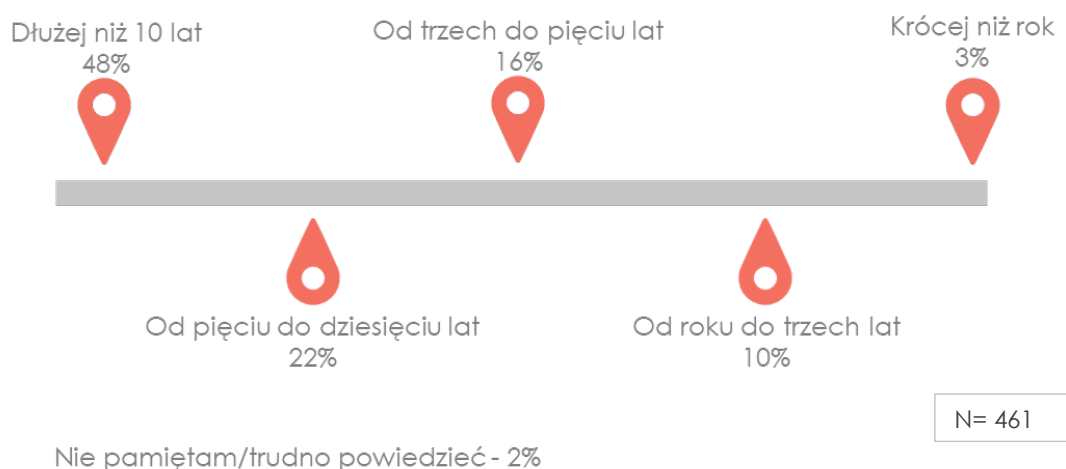 Dłużej niż 10 lat
48%
Od trzech do pięciu lat
16%
Krócej niż rok
3%
Od pięciu do dziesięciu lat
22%
Od roku do trzech lat
10%
N= 461
Nie pamiętam/trudno powiedzieć - 2%